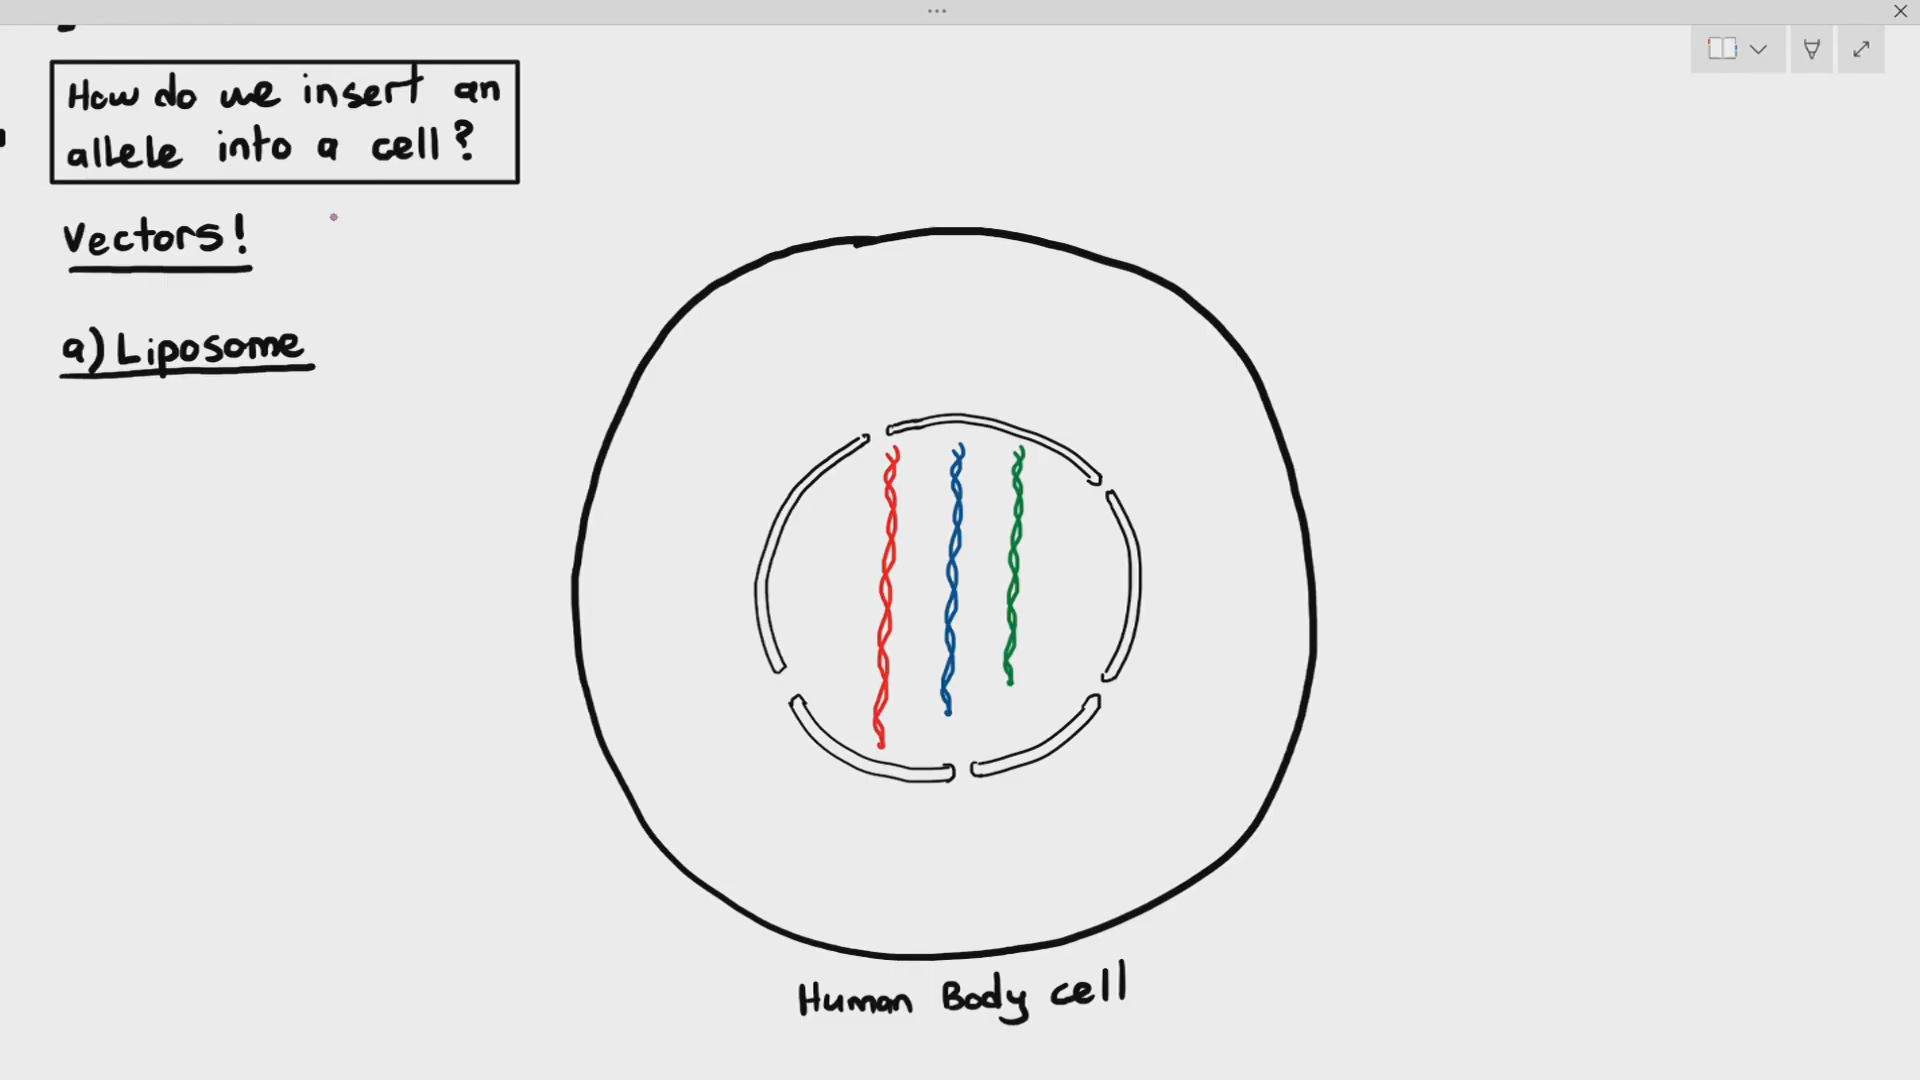 How do we insert an
allele into a cell?
Vectors!
a) Liposome
Human Body cell